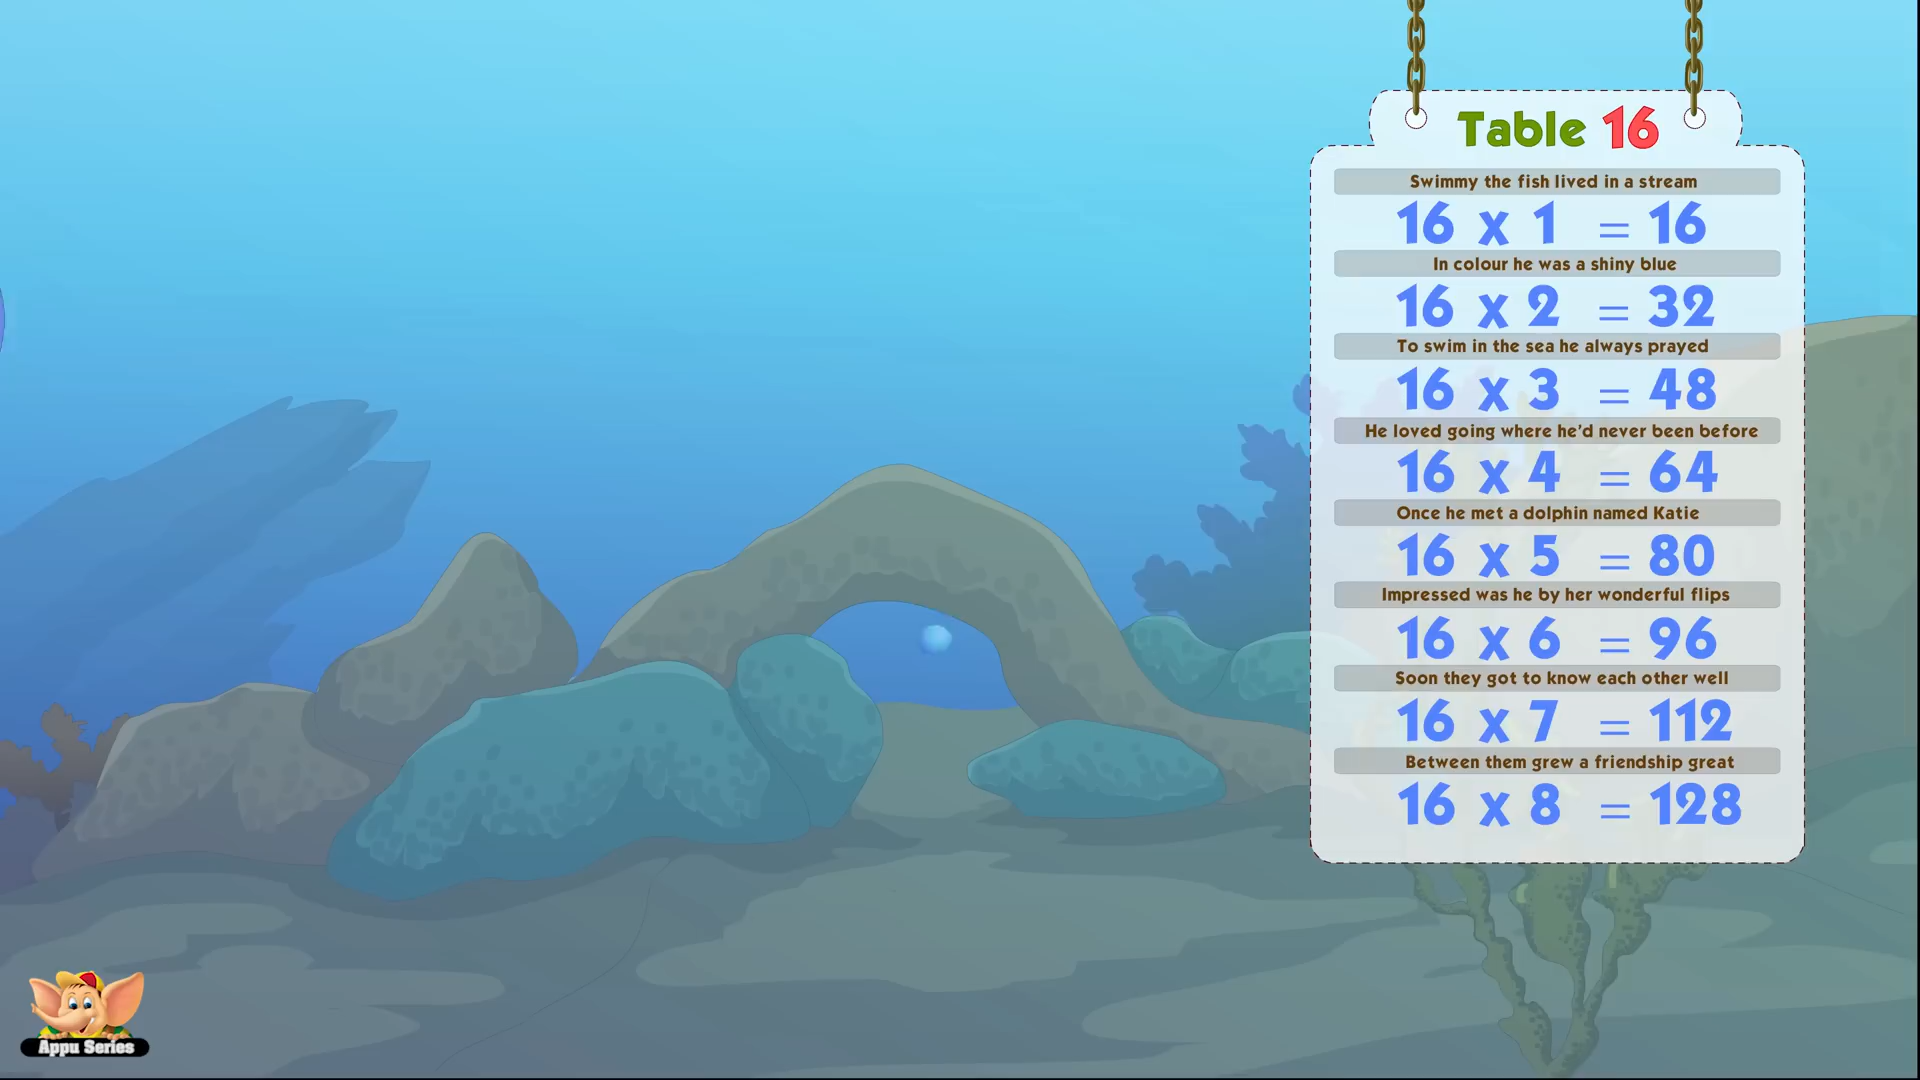 Table 16
Swimmy the fish lived in a stream
16 x 1 = 16
In colour he was a shiny blue
16 x 2 = 32
To swim in the sea he always prayed
16 x 3 = 48
He loved going where he'd never been before
16 x 4 = 64
Once he met a dolphin named Katie
16 x 5 = 80
Impressed was he by her wonderful flips
16 x 6 = 96
Soon they got to know each other well
16 x 7 = 112
Between them grew a friendship great
16 x 8 = 128
Appu Series